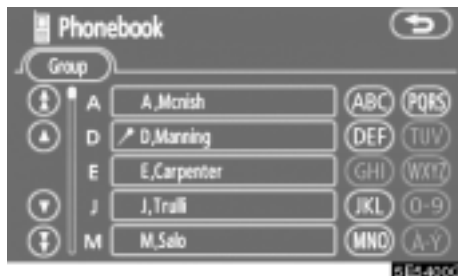 Phonebook
Group
A A,Mcnish ABC PQRS
D D,Manning DEF TUV
E E,Carpenter GHI WXYZ
J J,Trulli JKL 0-9
M M,Salo MNO A-Ý